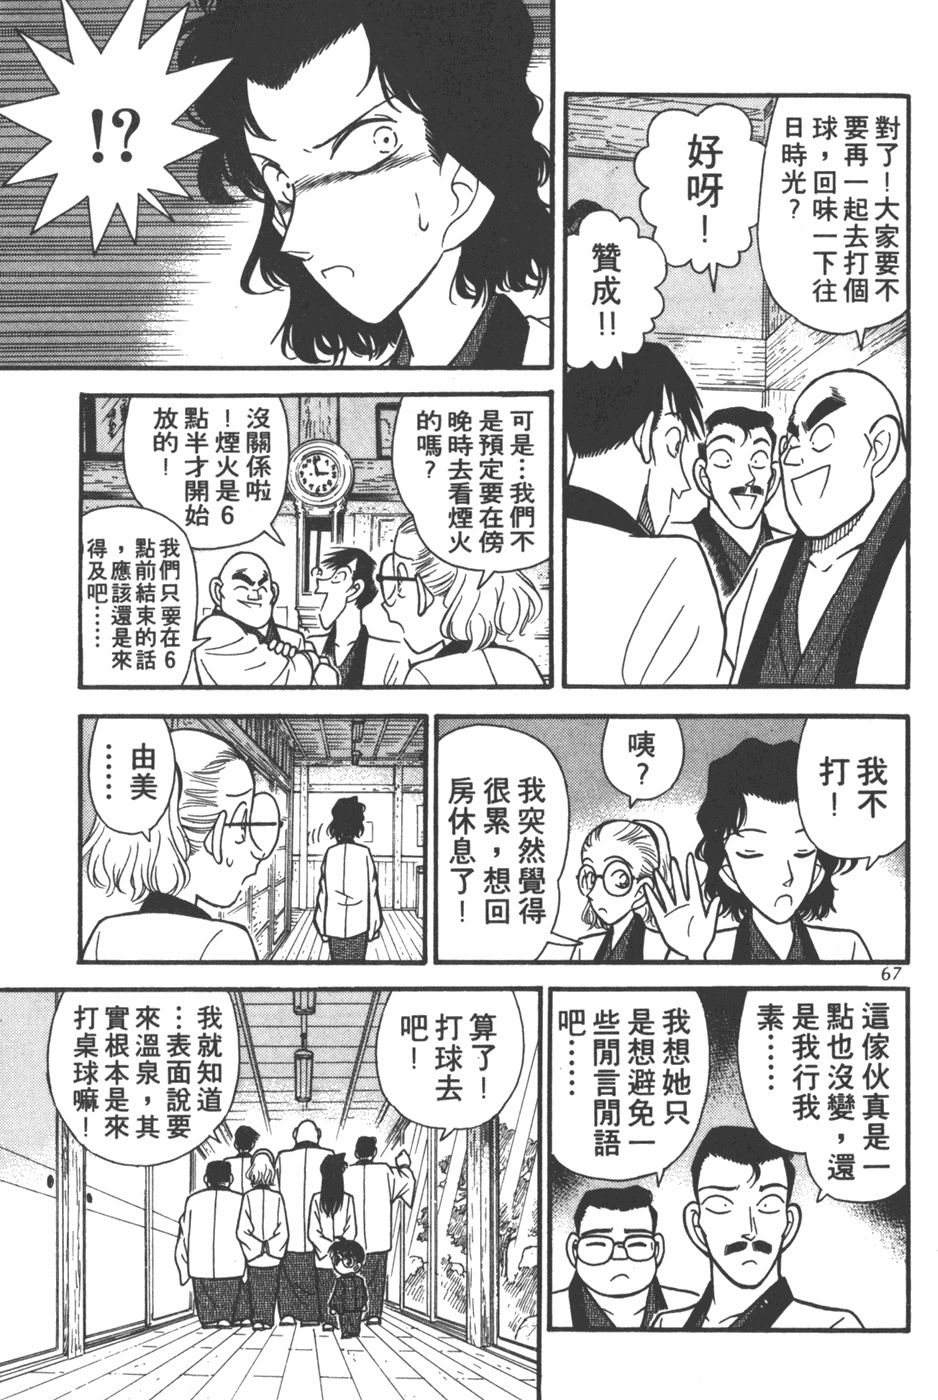 對了！大家要不
要再一起去打個
球，回味一下往
日時光？
好呀！
贊成!!
!?
可是…我們不
是預定要在傍
晚時去看煙火
的嗎？
沒關係啦
！煙火是6
點半才開始
放的！
我們只要在6
點前結束的話
，應該還是來
得及吧……
我不
打！
咦？
我突然覺得
很累，想回
房休息了！
由美
……
67
這傢伙真是一
點也沒變，還
是我行我
素……
我想她只
是想避免一
些閒言閒語
吧……
算了！
打球去
吧！
我就知道
…表面說要
來溫泉，其
實根本是來
打桌球嘛！